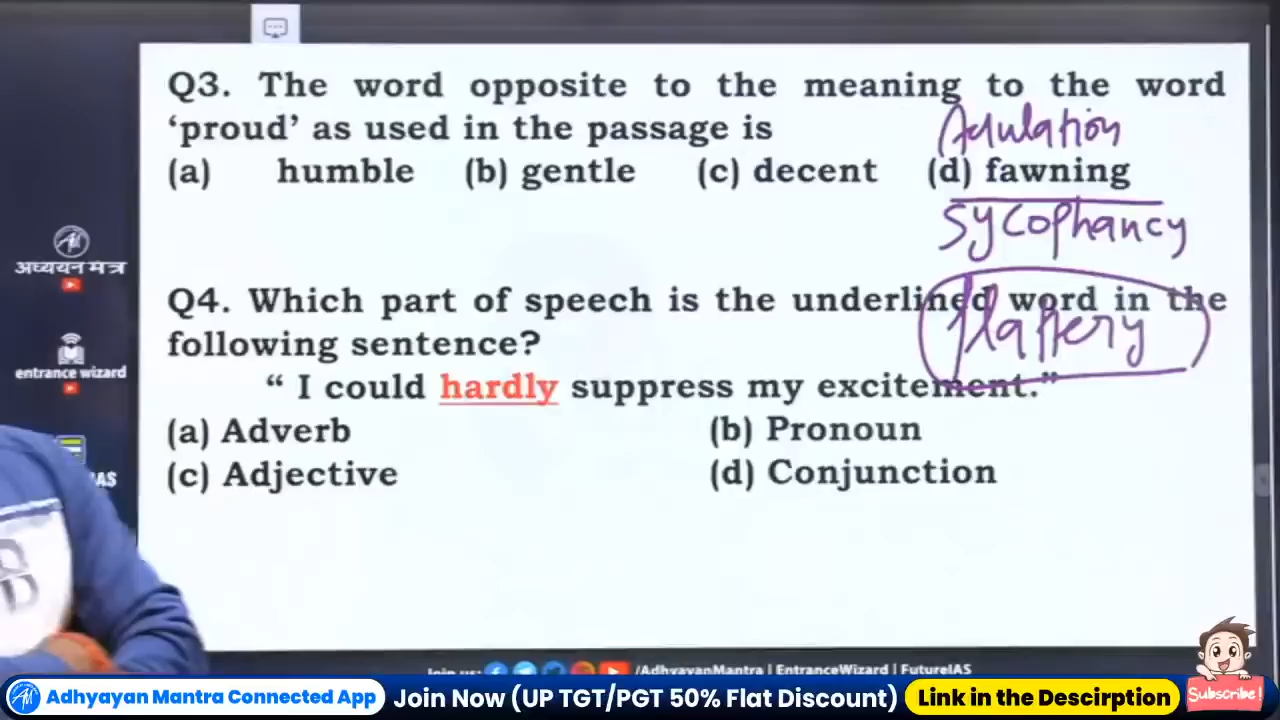 Q3. The word opposite to the meaning to the word
‘proud’ as used in the passage is
Adulation
(a) humble (b) gentle (c) decent (d) fawning
Sycophancy
Q4. Which part of speech is the underlined word in the
flattery
following sentence?
“ I could hardly suppress my excitement.”
(a) Adverb (b) Pronoun
(c) Adjective (d) Conjunction
अध्ययन मंत्र
entrance wizard
IAS
Join us: /AdhyayanMantra | EntranceWizard | FutureIAS
Adhyayan Mantra Connected App
Join Now (UP TGT/PGT 50% Flat Discount)
Link in the Descirption
Subscribe!